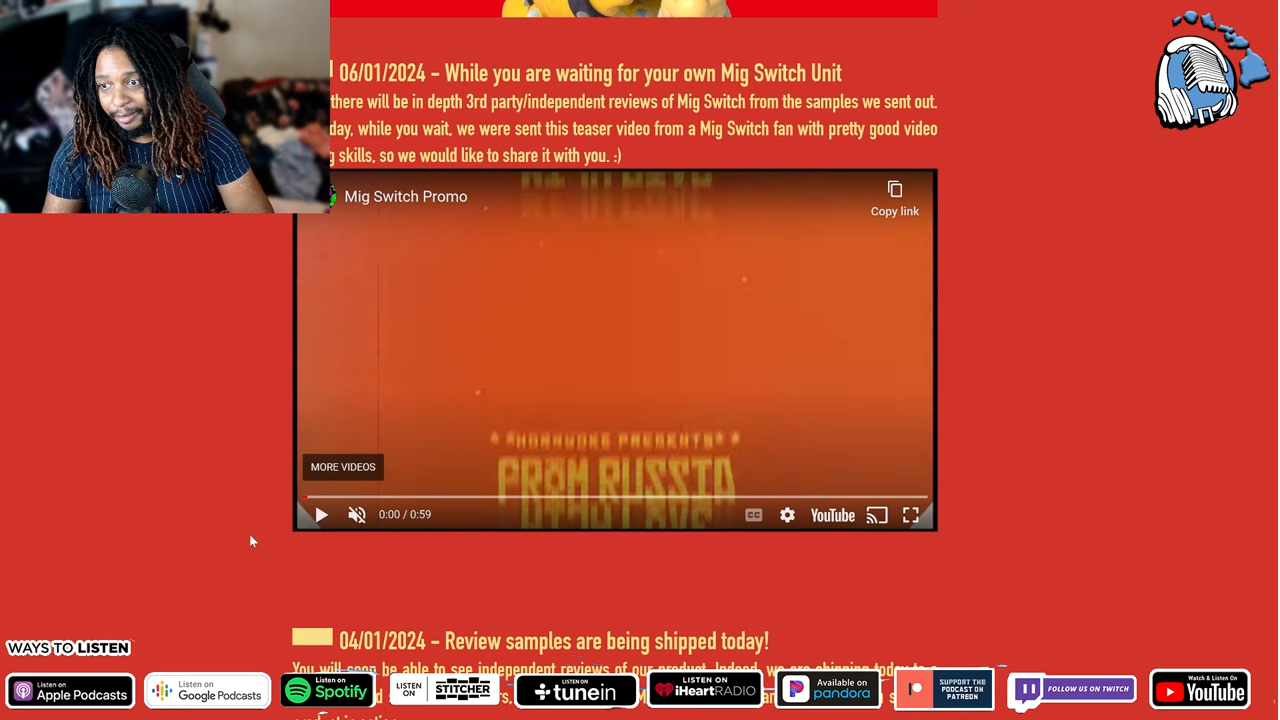 06/01/2024 - While you are waiting for your own Mig Switch Unit
there will be in depth 3rd party/independent reviews of Mig Switch from the samples we sent out.
day, while you wait, we were sent this teaser video from a Mig Switch fan with pretty good video
skills, so we would like to share it with you. :)
Mig Switch Promo
Copy link
MORE VIDEOS
0:00 / 0:59
CC
YouTube
04/01/2024 - Review samples are being shipped today!
You will soon be able to see independent reviews of our product. Indeed, we are shipping today to a
WAYS TO LISTEN
Listen on Apple Podcasts
Listen on Google Podcasts
Listen on Spotify
LISTEN ON STITCHER
LISTEN ON tunein
LISTEN ON iHeartRADIO
Available on pandora
SUPPORT THE PODCAST ON PATREON
FOLLOW US ON TWITCH
Watch & Listen On YouTube